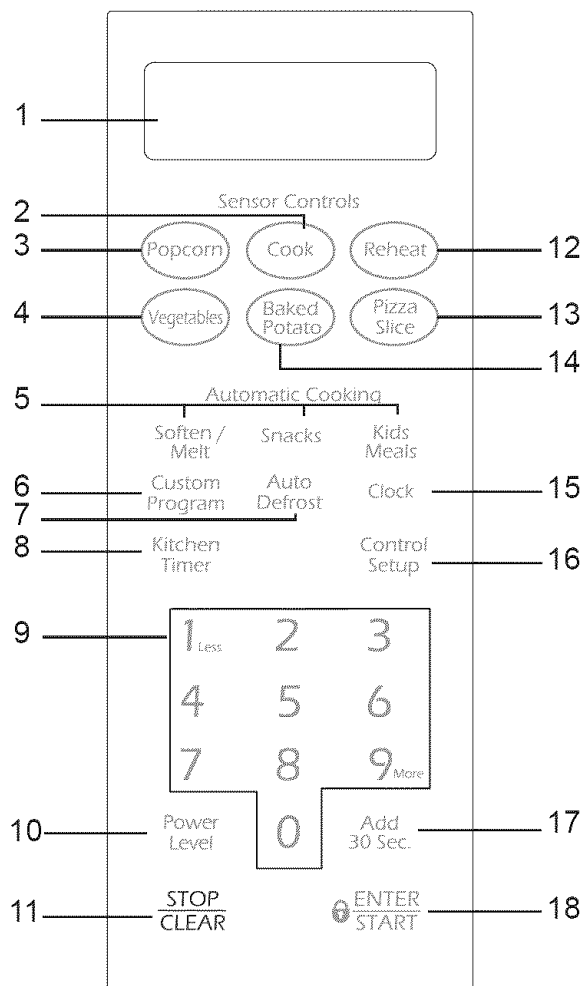 1
Sensor Controls
2
3 Popcorn Cook Reheat 12
4 Vegetables Baked Potato Pizza Slice 13
14
5 Automatic Cooking
Soften / Melt Snacks Kids Meals
6 Custom Program Auto Defrost Clock 15
7
8 Kitchen Timer Control Setup 16
9 1 Less 2 3
4 5 6
7 8 9 More
10 Power Level 0 Add 30 Sec. 17
11 STOP CLEAR ENTER START 18